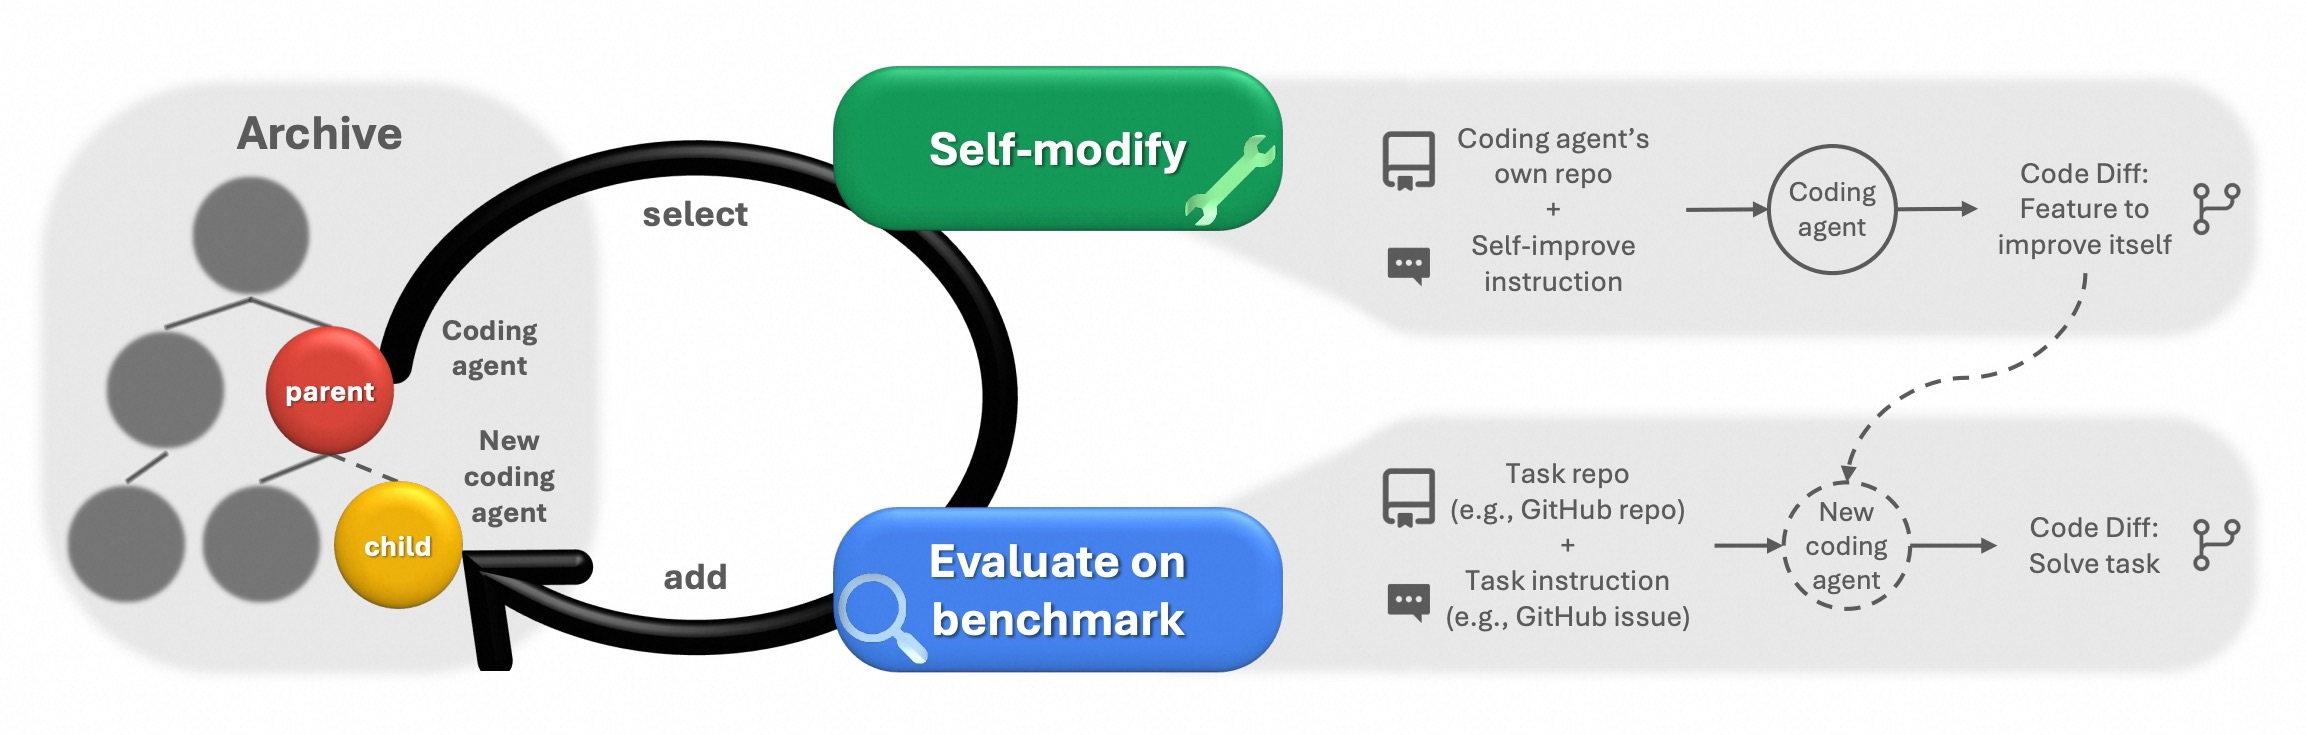 Archive
parent
child
Coding
agent
New
coding
agent
select
add
Self-modify
Evaluate on
benchmark
Coding agent’s
own repo
+
Self-improve
instruction
Coding
agent
Code Diff:
Feature to
improve itself
Task repo
(e.g., GitHub repo)
+
Task instruction
(e.g., GitHub issue)
New
coding
agent
Code Diff:
Solve task